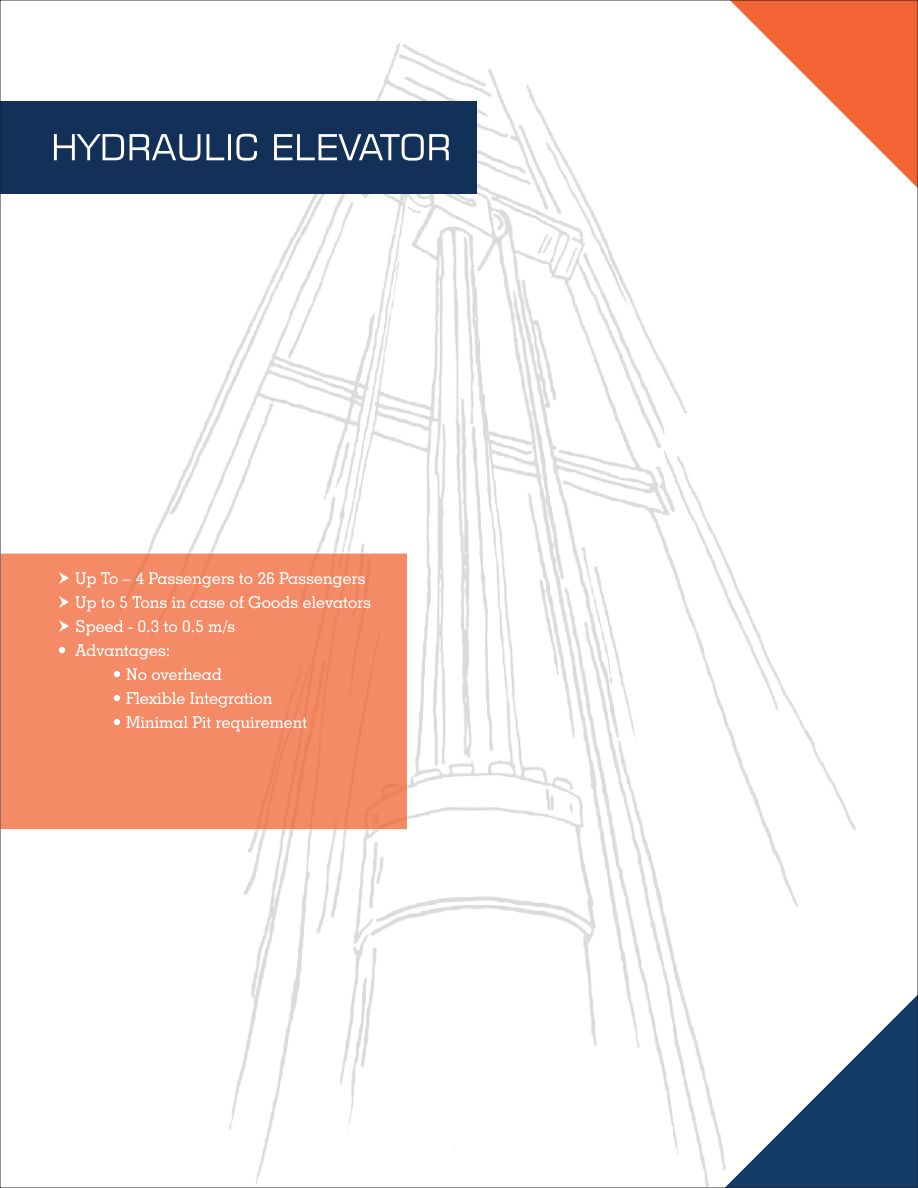 HYDRAULIC ELEVATOR
➤ Up To – 4 Passengers to 26 Passengers
➤ Up to 5 Tons in case of Goods elevators
➤ Speed - 0.3 to 0.5 m/s
• Advantages:
• No overhead
• Flexible Integration
• Minimal Pit requirement